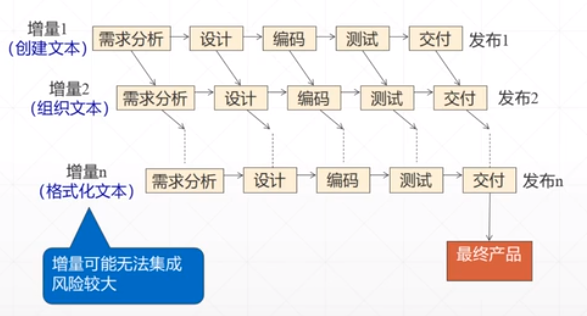 增量1
(创建文本)
需求分析 设计 编码 测试 交付 发布1
增量2
(组织文本)
需求分析 设计 编码 测试 交付 发布2
增量n
(格式化文本)
需求分析 设计 编码 测试 交付 发布n
增量可能无法集成
风险较大
最终产品